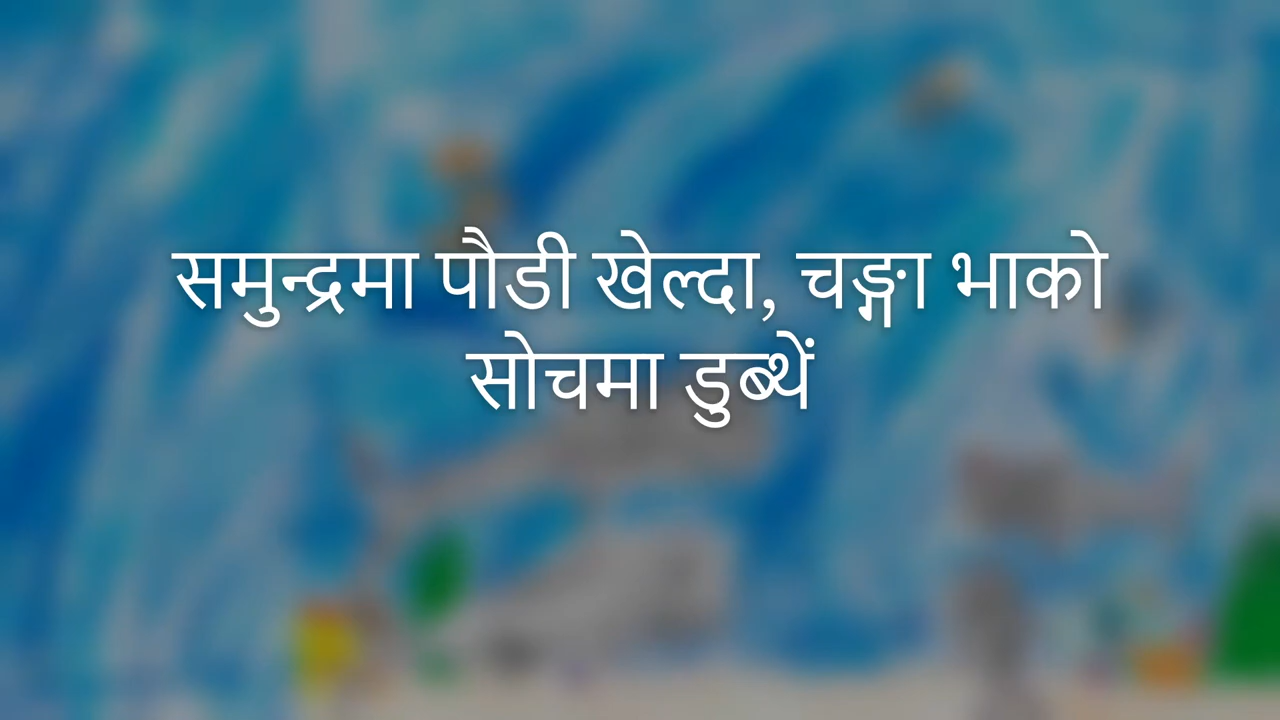 समुन्द्रमा पौडी खेल्दा, चङ्गा भाको
सोचमा डुब्थें